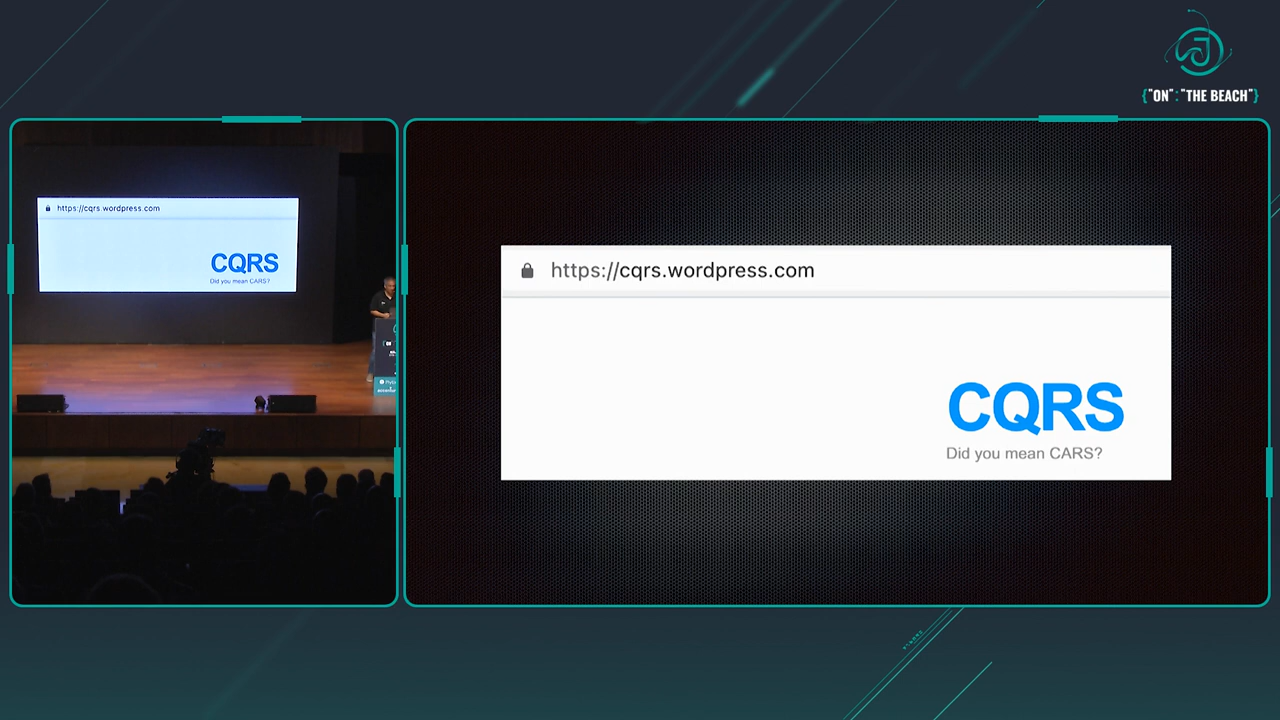 {"ON":"THE BEACH"}
https://cqrs.wordpress.com
CQRS
Did you mean CARS?
https://cqrs.wordpress.com
CQRS
Did you mean CARS?